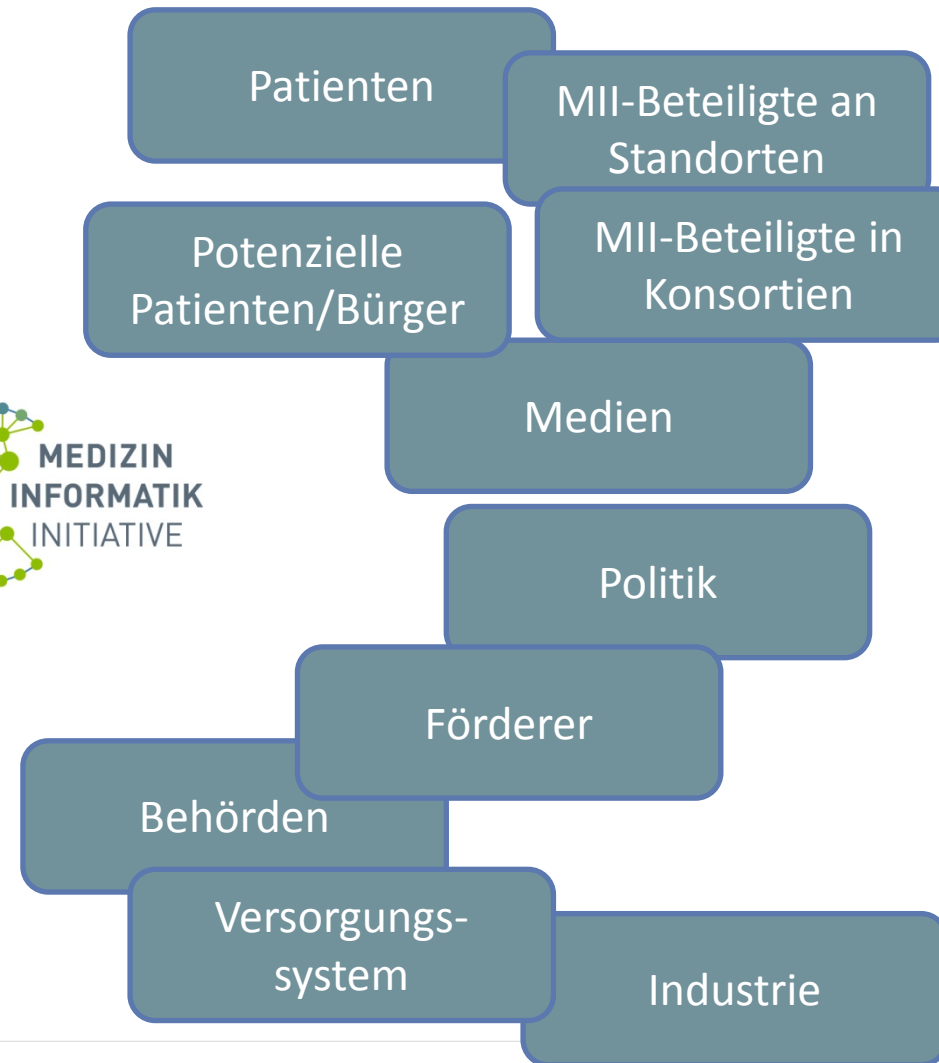 Patienten
MII-Beteiligte an
Standorten
Potenzielle
Patienten/Bürger
MII-Beteiligte in
Konsortien
Medien
MEDIZIN
INFORMATIK
INITIATIVE
Politik
Förderer
Behörden
Versorgungs-
system
Industrie